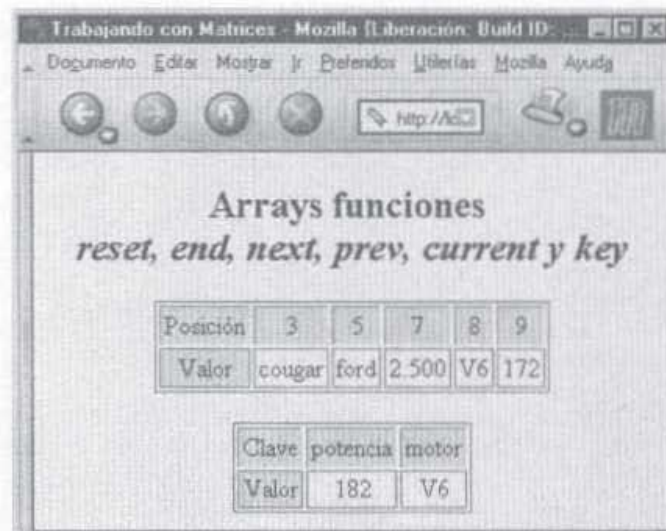 Trabajando con Matrices - Mozilla {Liberación: Build ID:
Documento Editar Mostrar Ir Preferidos Utilerías Mozilla Ayuda
http://
Arrays funciones
reset, end, next, prev, current y key
Posición 3 5 7 8 9
Valor cougar ford 2.500 V6 172
Clave potencia motor
Valor 182 V6